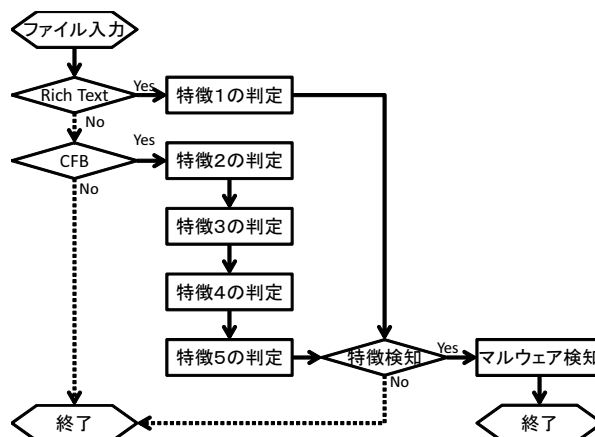 ファイル入力
Rich Text
Yes
特徴1の判定
No
CFB
Yes
特徴2の判定
No
特徴3の判定
特徴4の判定
特徴5の判定
特徴検知
Yes
マルウェア検知
No
終了
終了